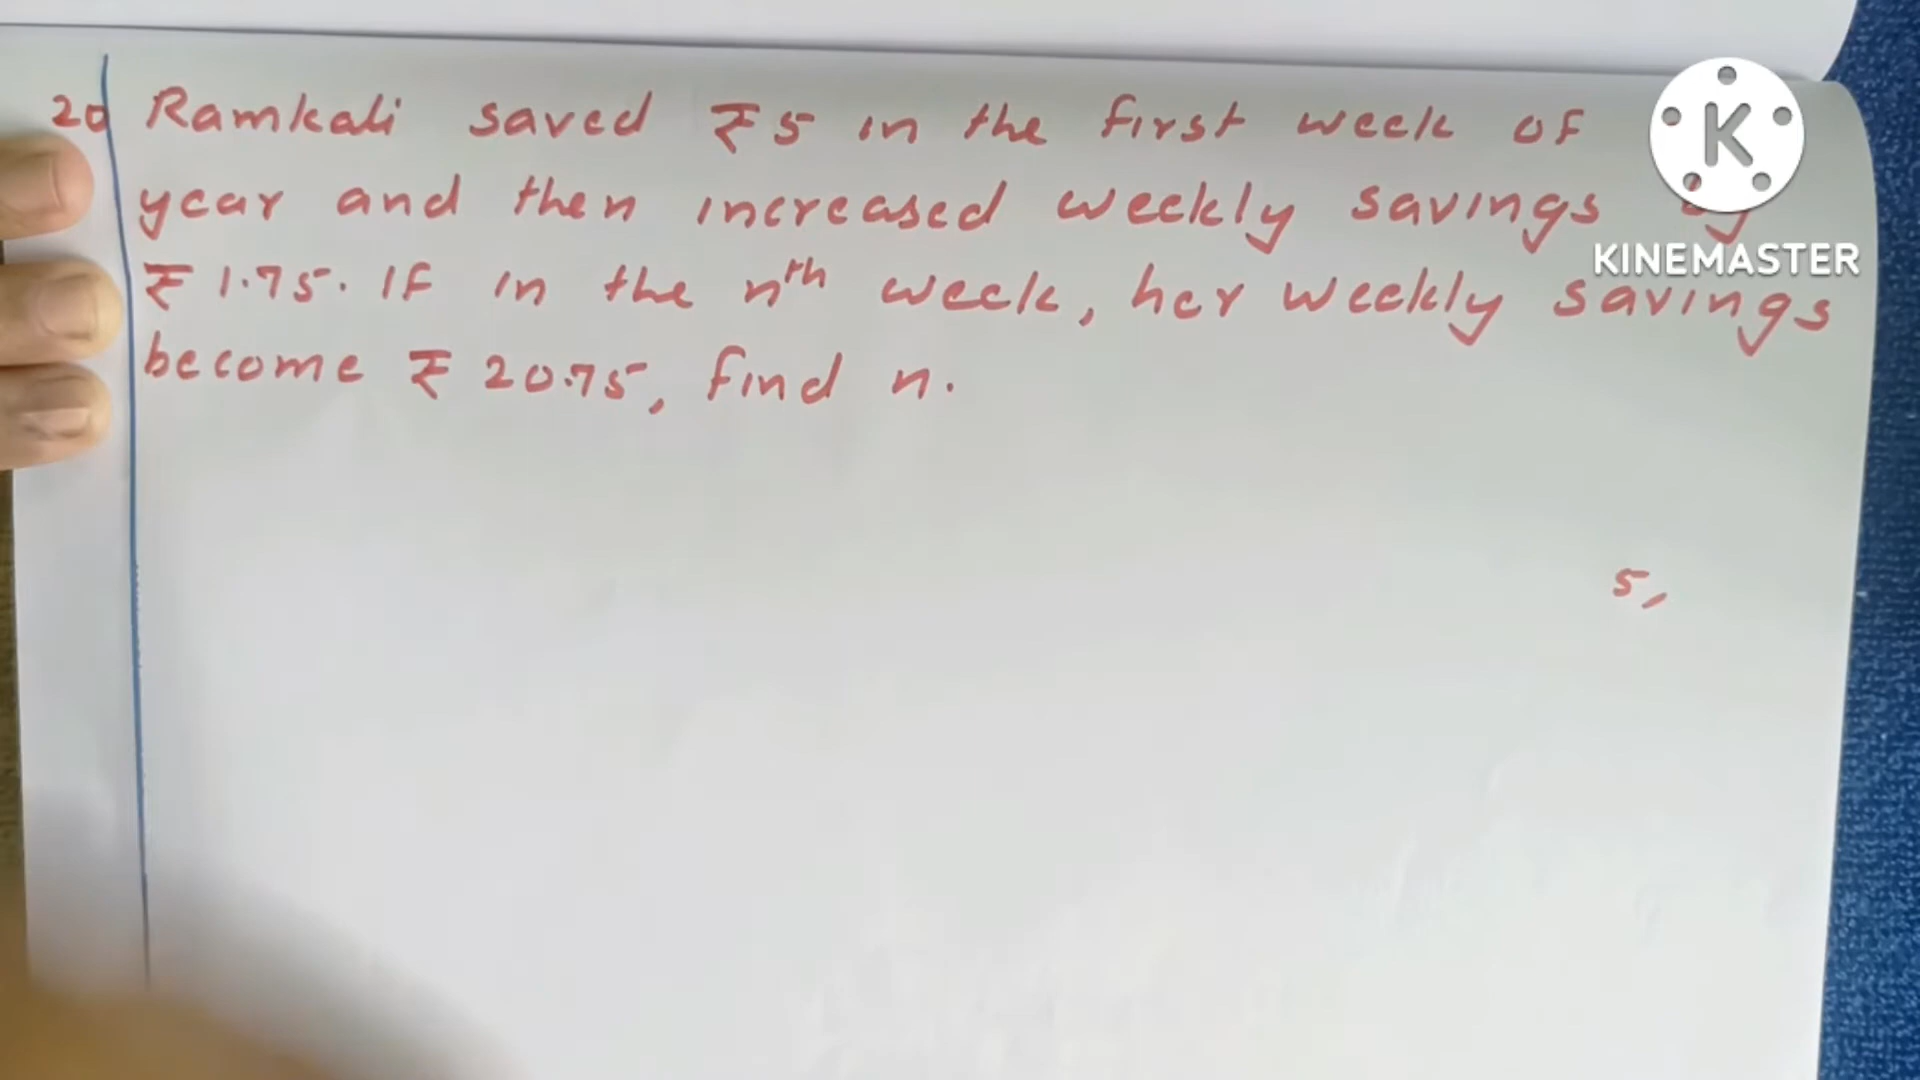 20 Ramkali saved ₹5 in the first week of
year and then increased weekly savings
₹1.75. If in the nth week, her weekly savings
become ₹20.75, find n.
5,
K
KINEMASTER